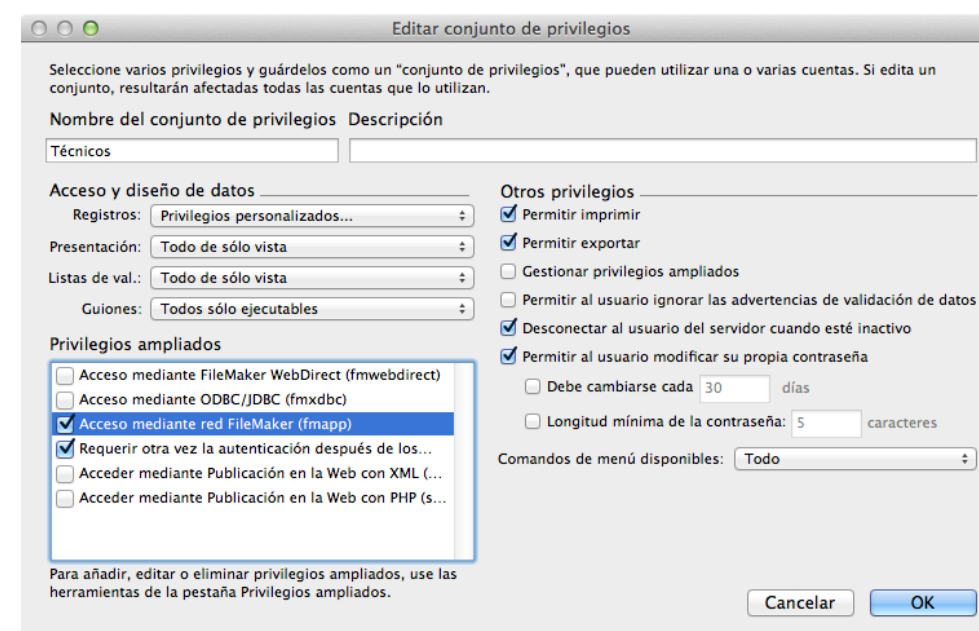 Editar conjunto de privilegios
Seleccione varios privilegios y guárdelos como un “conjunto de privilegios”, que pueden utilizar una o varias cuentas. Si edita un
conjunto, resultarán afectadas todas las cuentas que lo utilizan.
Nombre del conjunto de privilegios Descripción
Técnicos
Acceso y diseño de datos
Registros: Privilegios personalizados...
Presentación: Todo de sólo vista
Listas de val.: Todo de sólo vista
Guiones: Todos sólo ejecutables
Privilegios ampliados
Acceso mediante FileMaker WebDirect (fmwebdirect)
Acceso mediante ODBC/JDBC (fmxdbc)
Acceso mediante red FileMaker (fmapp)
Requerir otra vez la autenticación después de los...
Acceder mediante Publicación en la Web con XML (...
Acceder mediante Publicación en la Web con PHP (s...
Para añadir, editar o eliminar privilegios ampliados, use las
herramientas de la pestaña Privilegios ampliados.
Otros privilegios
Permitir imprimir
Permitir exportar
Gestionar privilegios ampliados
Permitir al usuario ignorar las advertencias de validación de datos
Desconectar al usuario del servidor cuando esté inactivo
Permitir al usuario modificar su propia contraseña
Debe cambiarse cada 30 días
Longitud mínima de la contraseña: 5 caracteres
Comandos de menú disponibles: Todo
Cancelar OK